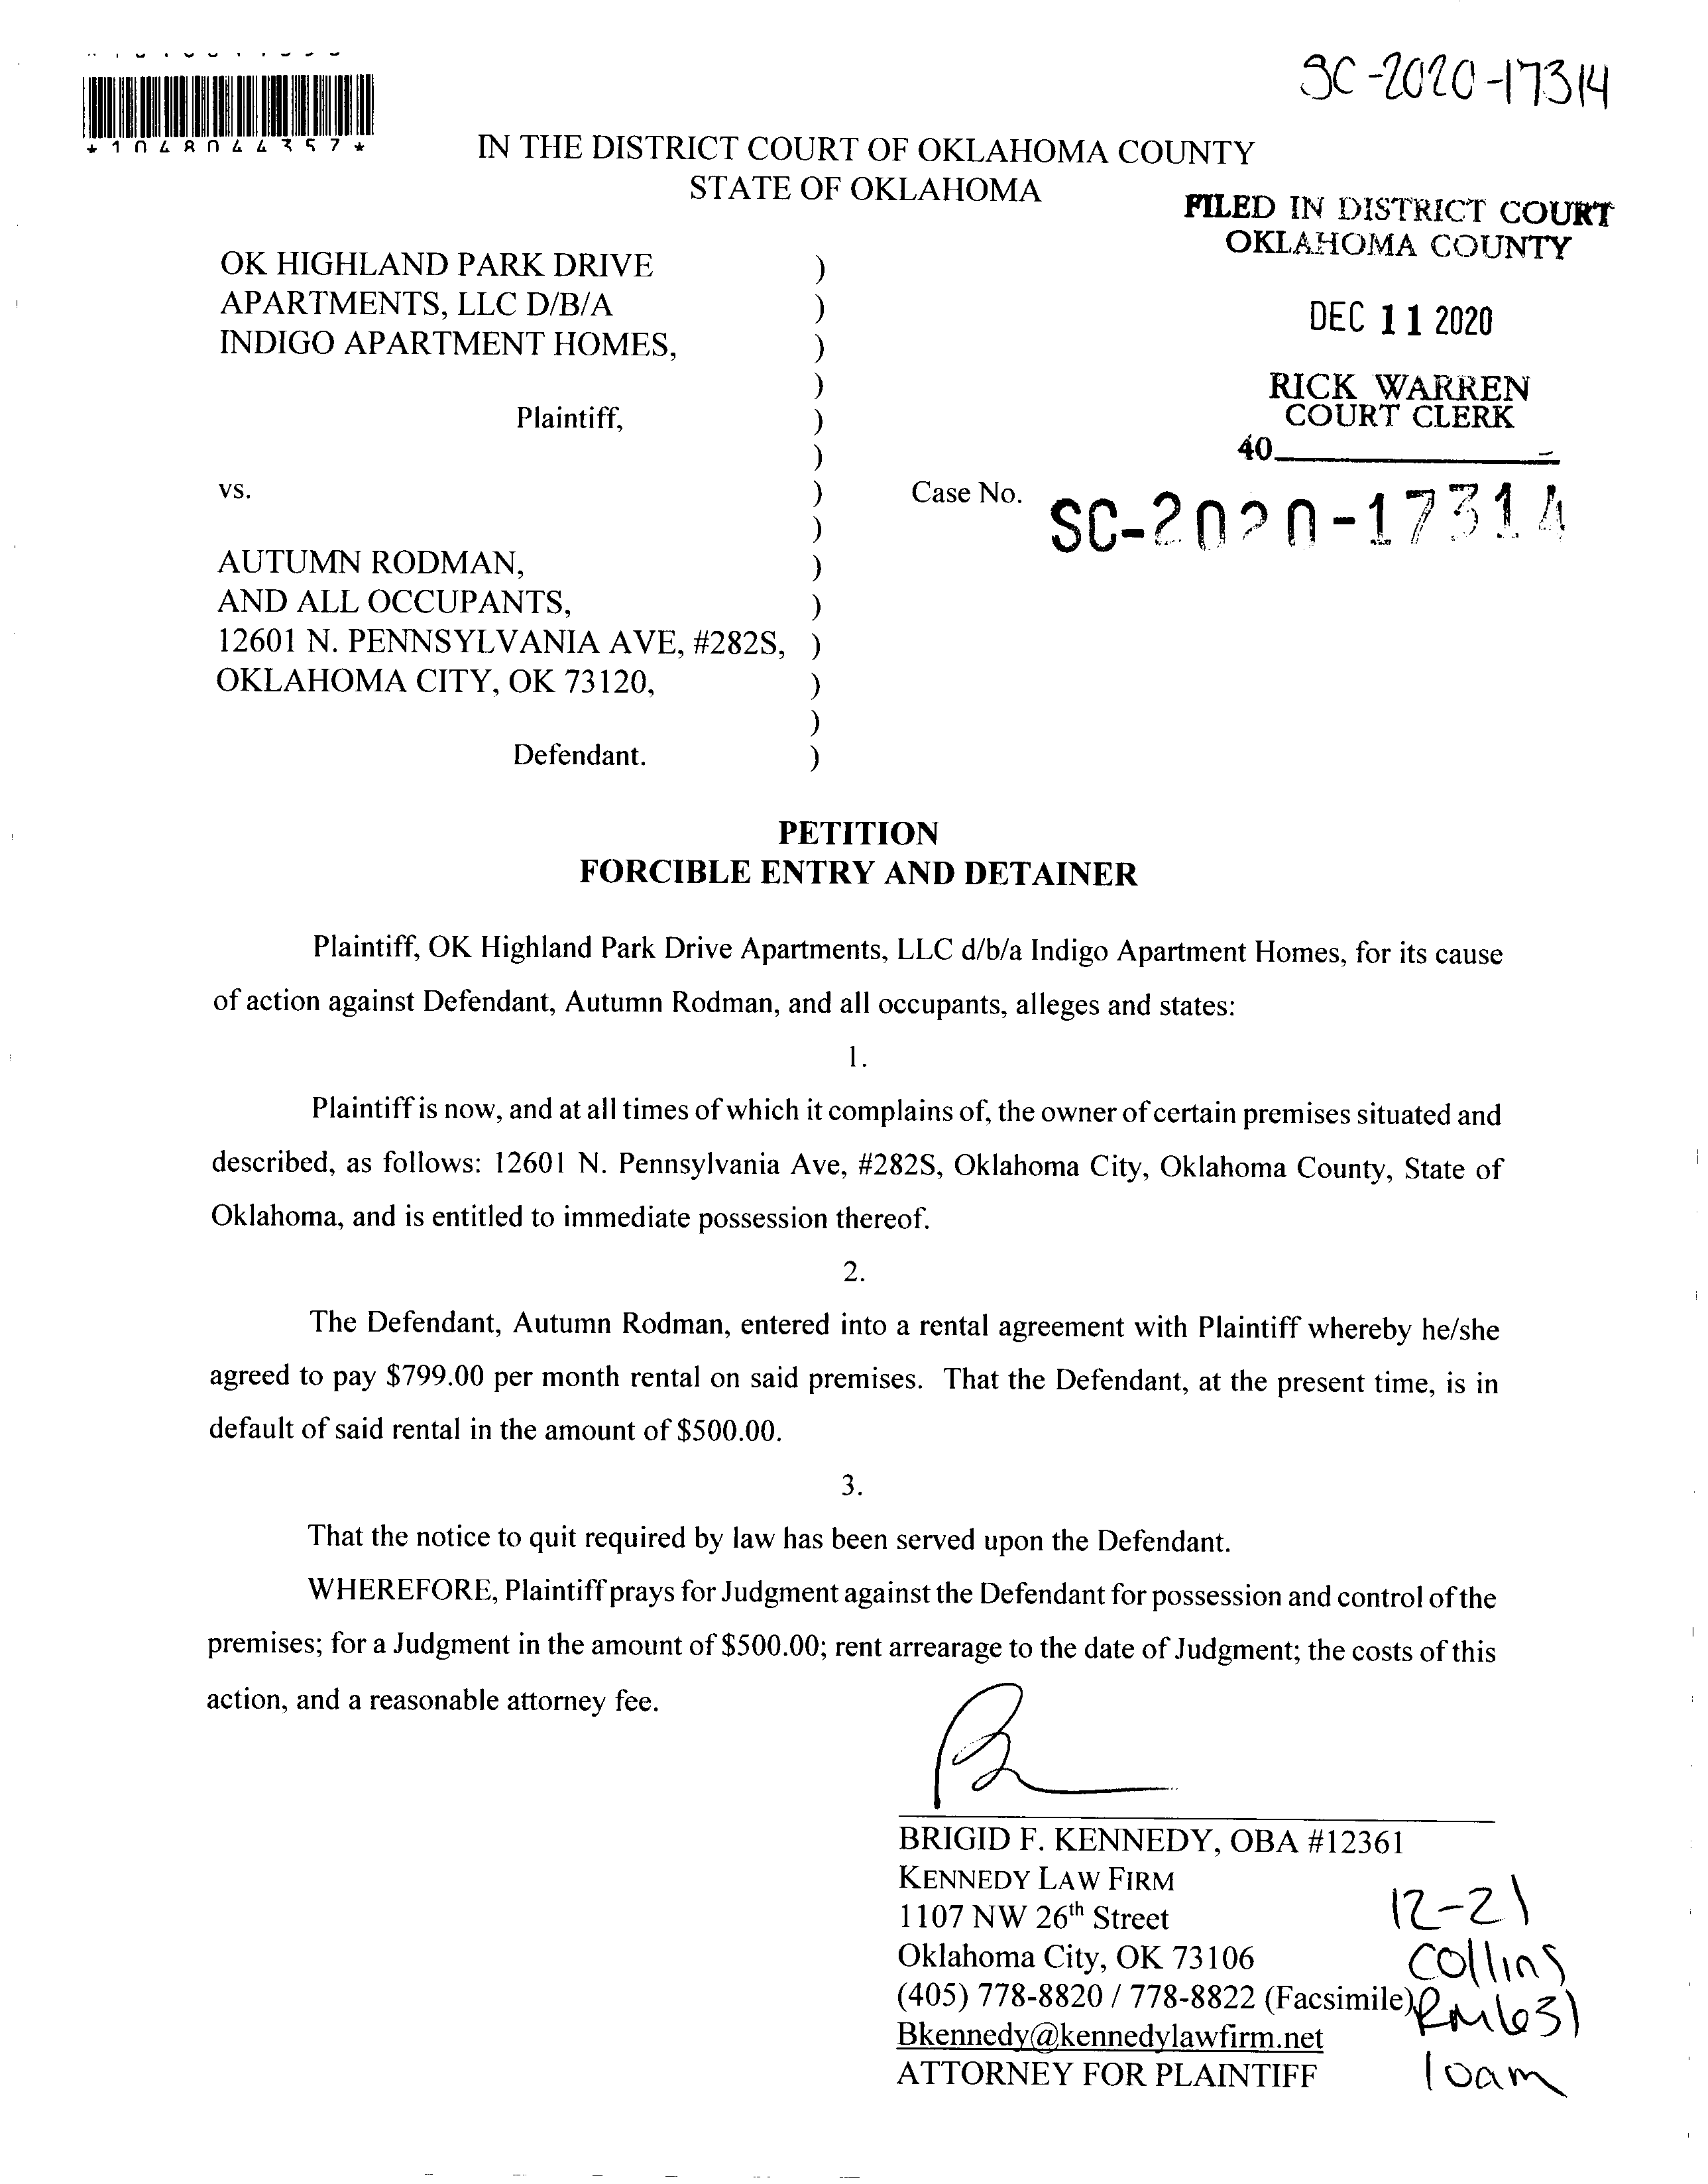 SC-2020-17314
*1048044357*
IN THE DISTRICT COURT OF OKLAHOMA COUNTY
STATE OF OKLAHOMA
FILED IN DISTRICT COURT
OKLAHOMA COUNTY
DEC 11 2020
RICK WARREN
COURT CLERK
40
OK HIGHLAND PARK DRIVE )
APARTMENTS, LLC D/B/A )
INDIGO APARTMENT HOMES, )
)
Plaintiff, )
)
vs. ) Case No. SC-2020-17314
)
AUTUMN RODMAN, )
AND ALL OCCUPANTS, )
12601 N. PENNSYLVANIA AVE, #282S, )
OKLAHOMA CITY, OK 73120, )
)
Defendant. )
PETITION
FORCIBLE ENTRY AND DETAINER
Plaintiff, OK Highland Park Drive Apartments, LLC d/b/a Indigo Apartment Homes, for its cause
of action against Defendant, Autumn Rodman, and all occupants, alleges and states:
1.
Plaintiff is now, and at all times of which it complains of, the owner of certain premises situated and
described, as follows: 12601 N. Pennsylvania Ave, #282S, Oklahoma City, Oklahoma County, State of
Oklahoma, and is entitled to immediate possession thereof.
2.
The Defendant, Autumn Rodman, entered into a rental agreement with Plaintiff whereby he/she
agreed to pay $799.00 per month rental on said premises. That the Defendant, at the present time, is in
default of said rental in the amount of $500.00.
3.
That the notice to quit required by law has been served upon the Defendant.
WHEREFORE, Plaintiff prays for Judgment against the Defendant for possession and control of the
premises; for a Judgment in the amount of $500.00; rent arrearage to the date of Judgment; the costs of this
action, and a reasonable attorney fee.
BRIGID F. KENNEDY, OBA #12361
KENNEDY LAW FIRM
1107 NW 26th Street
Oklahoma City, OK 73106
(405) 778-8820 / 778-8822 (Facsimile)
Bkennedy@kennedylawfirm.net
ATTORNEY FOR PLAINTIFF
12-21
Collins
Rm631
10am